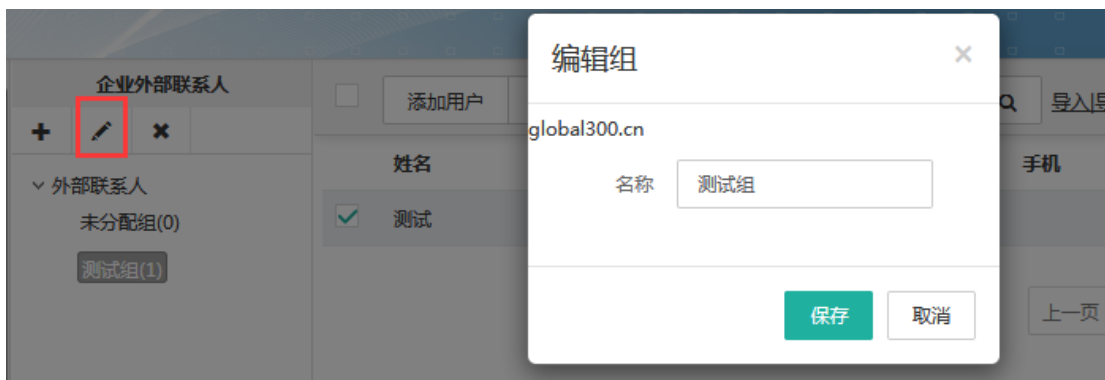 编辑组
×
企业外部联系人
添加用户
导入|导
global300.cn
姓名
手机
名称
测试组
外部联系人
未分配组(0)
测试
测试组(1)
保存
取消
上一页